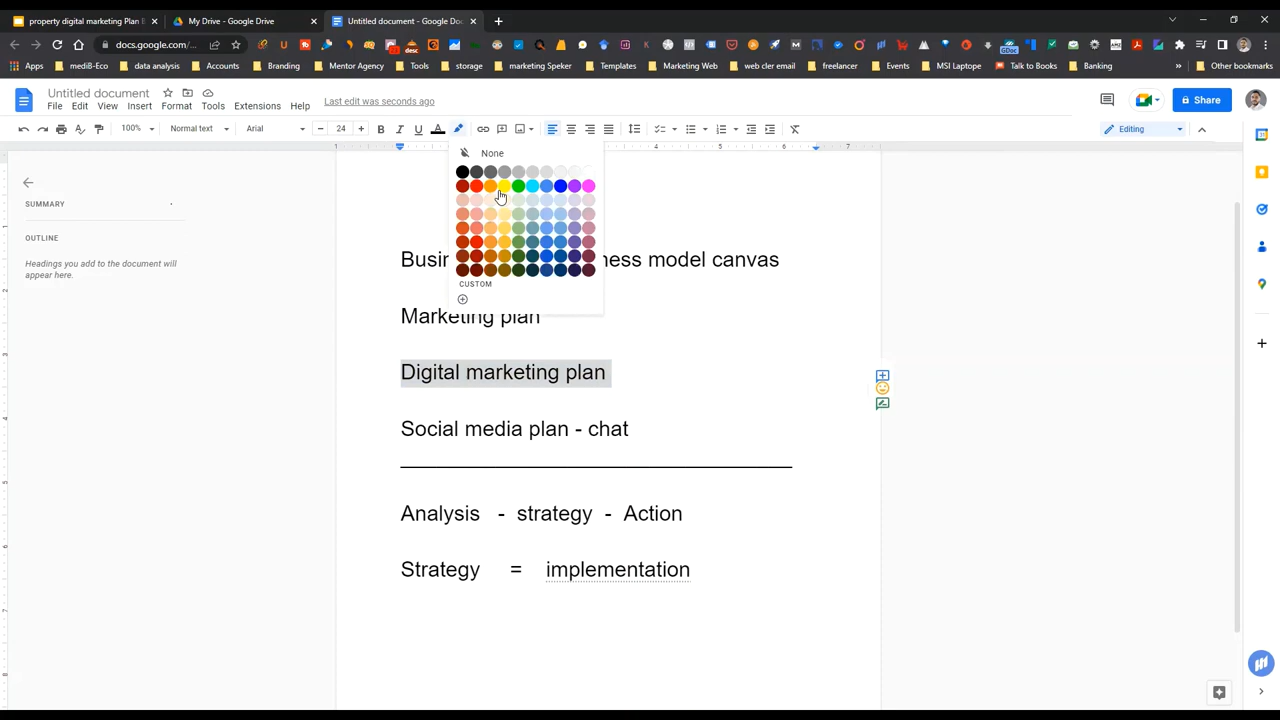 property digital marketing Plan I
My Drive - Google Drive
Untitled document - Google Doc
docs.google.com/...
Apps
mediB-Eco
data analysis
Accounts
Branding
Mentor Agency
Tools
storage
marketing Speker
Templates
Marketing Web
web cler email
freelancer
Events
MSI Laptope
Talk to Books
Banking
»
Other bookmarks
Untitled document
File Edit View Insert Format Tools Extensions Help
Last edit was seconds ago
Share
100%
Normal text
Arial
24
Editing
None
CUSTOM
SUMMARY
OUTLINE
Headings you add to the document will
appear here.
Busin ness model canvas
Marketing plan
Digital marketing plan
Social media plan - chat
Analysis - strategy - Action
Strategy = implementation